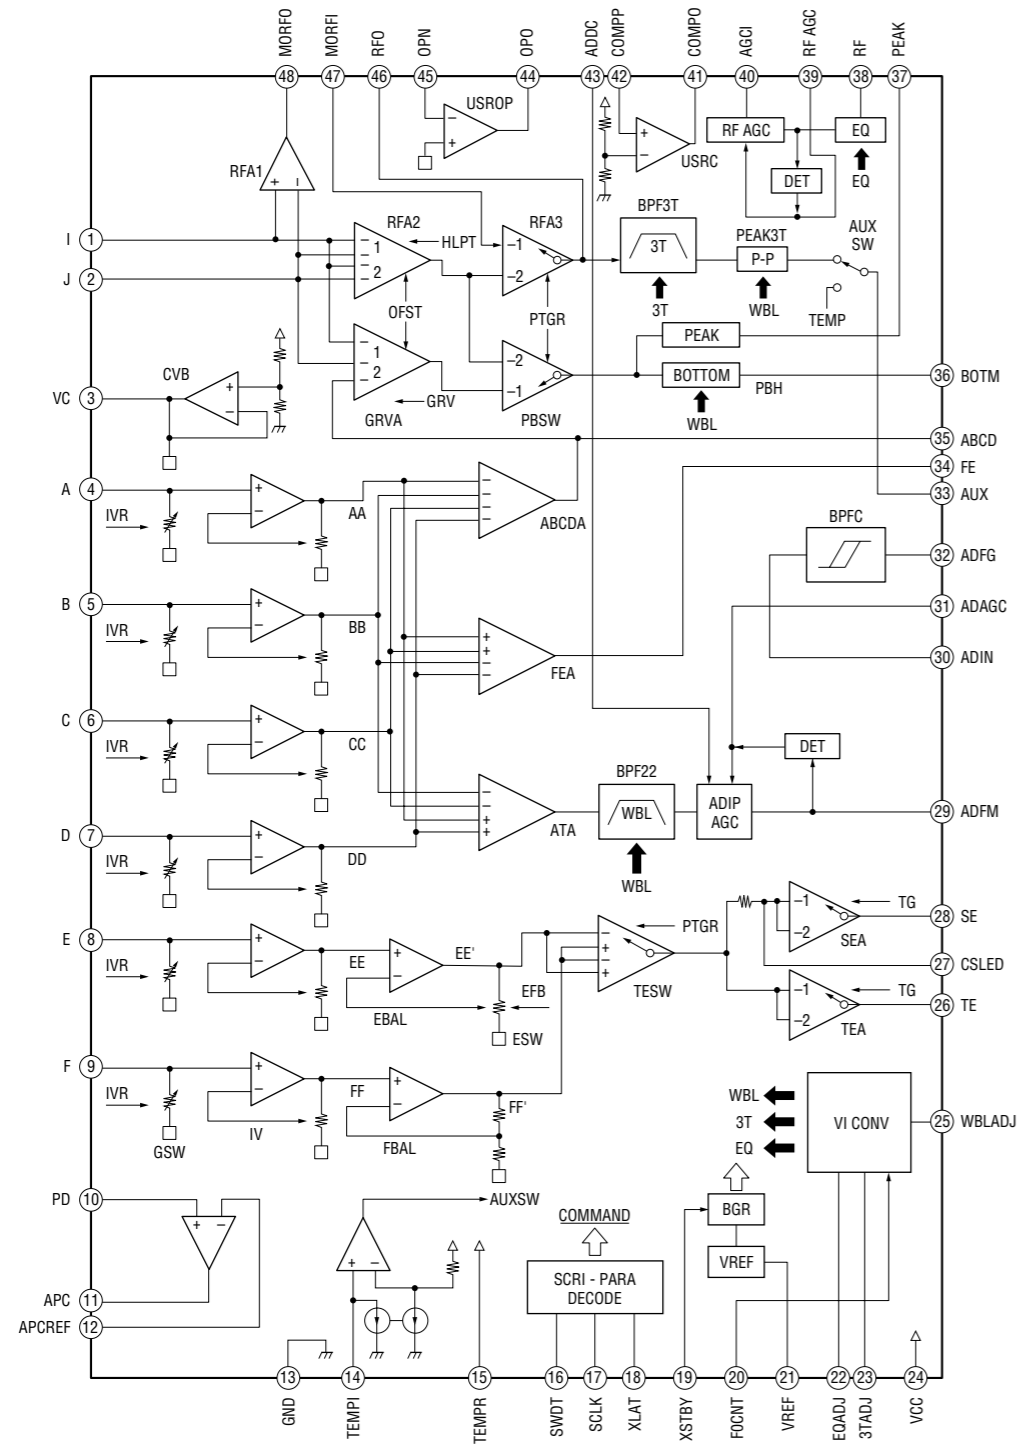 MORFO MORFI RFO OPN OPO ADDC COMPP COMPO AGCI RF AGC RF PEAK
48 47 46 45 44 43 42 41 40 39 38 37
USROP
RFA1
USRC
RF AGC
EQ
DET
EQ
I 1
J 2
RFA2
HLPT
RFA3
BPF3T
3T
3T
PEAK3T
P-P
WBL
AUX
SW
TEMP
OFST
PTGR
PEAK
BOTTOM
PBH
WBL
36 BOTM
CVB
VC 3
GRVA
GRV
PBSW
35 ABCD
34 FE
33 AUX
A 4
IVR
AA
ABCDA
BPFC
32 ADFG
31 ADAGC
30 ADIN
B 5
IVR
BB
FEA
C 6
IVR
CC
DET
BPF22
WBL
WBL
ADIP
AGC
29 ADFM
D 7
IVR
DD
ATA
E 8
IVR
EE
EE'
EBAL
EFB
ESW
PTGR
TESW
TG
SEA
28 SE
27 CSLED
TG
TEA
26 TE
F 9
IVR
GSW
IV
FF
FBAL
FF'
WBL
3T
EQ
VI CONV
25 WBLADJ
PD 10
APC 11
APCREF 12
AUXSW
COMMAND
SCRI - PARA
DECODE
BGR
VREF
13 14 15 16 17 18 19 20 21 22 23 24
GND TEMPI TEMPR SWDT SCLK XLAT XSTBY F0CNT VREF EQADJ 3TADJ VCC